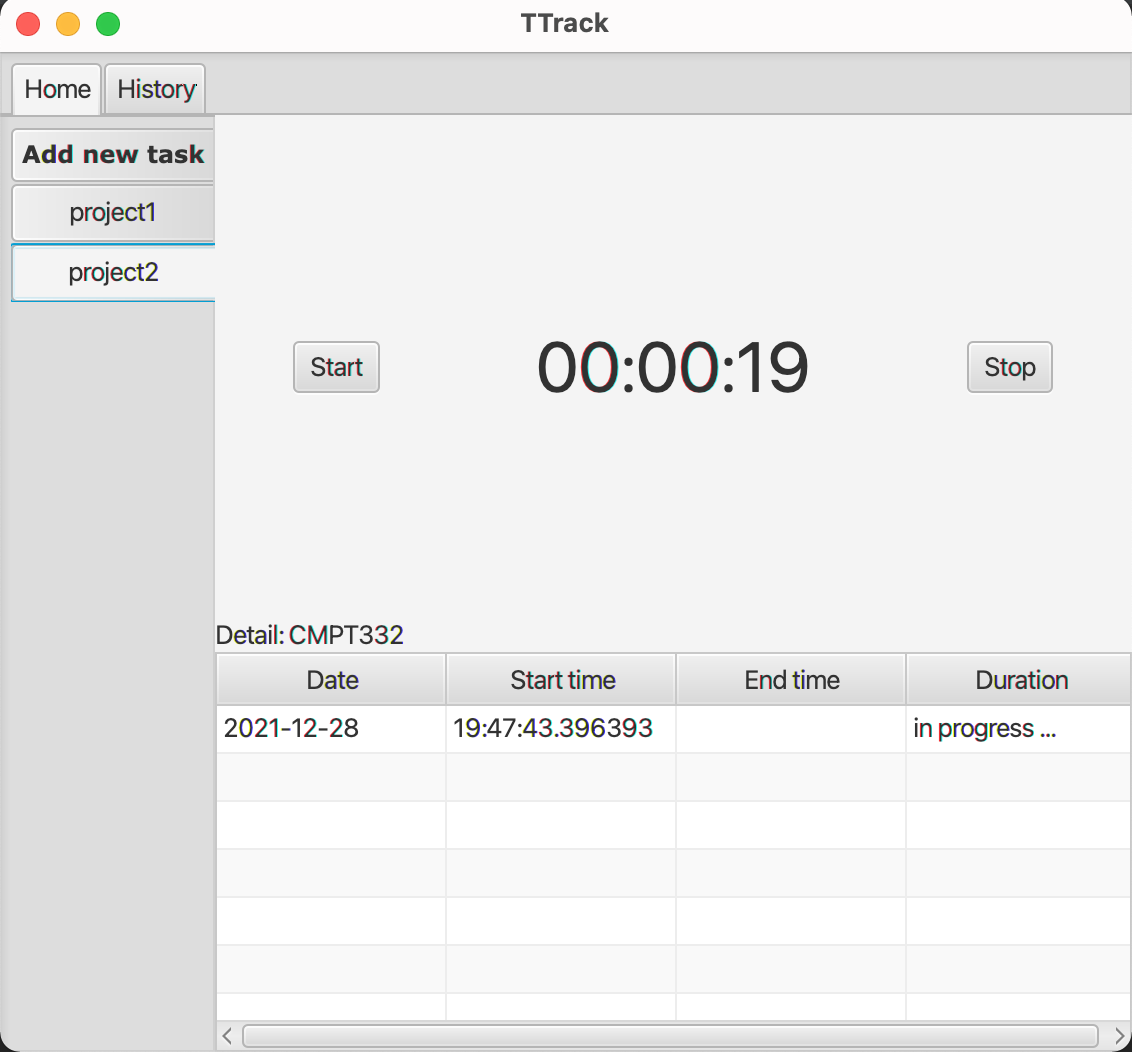 TTrack
Home History
Add new task
project1
project2
Start 00:00:19 Stop
Detail: CMPT332
Date Start time End time Duration
2021-12-28 19:47:43.396393 in progress ...